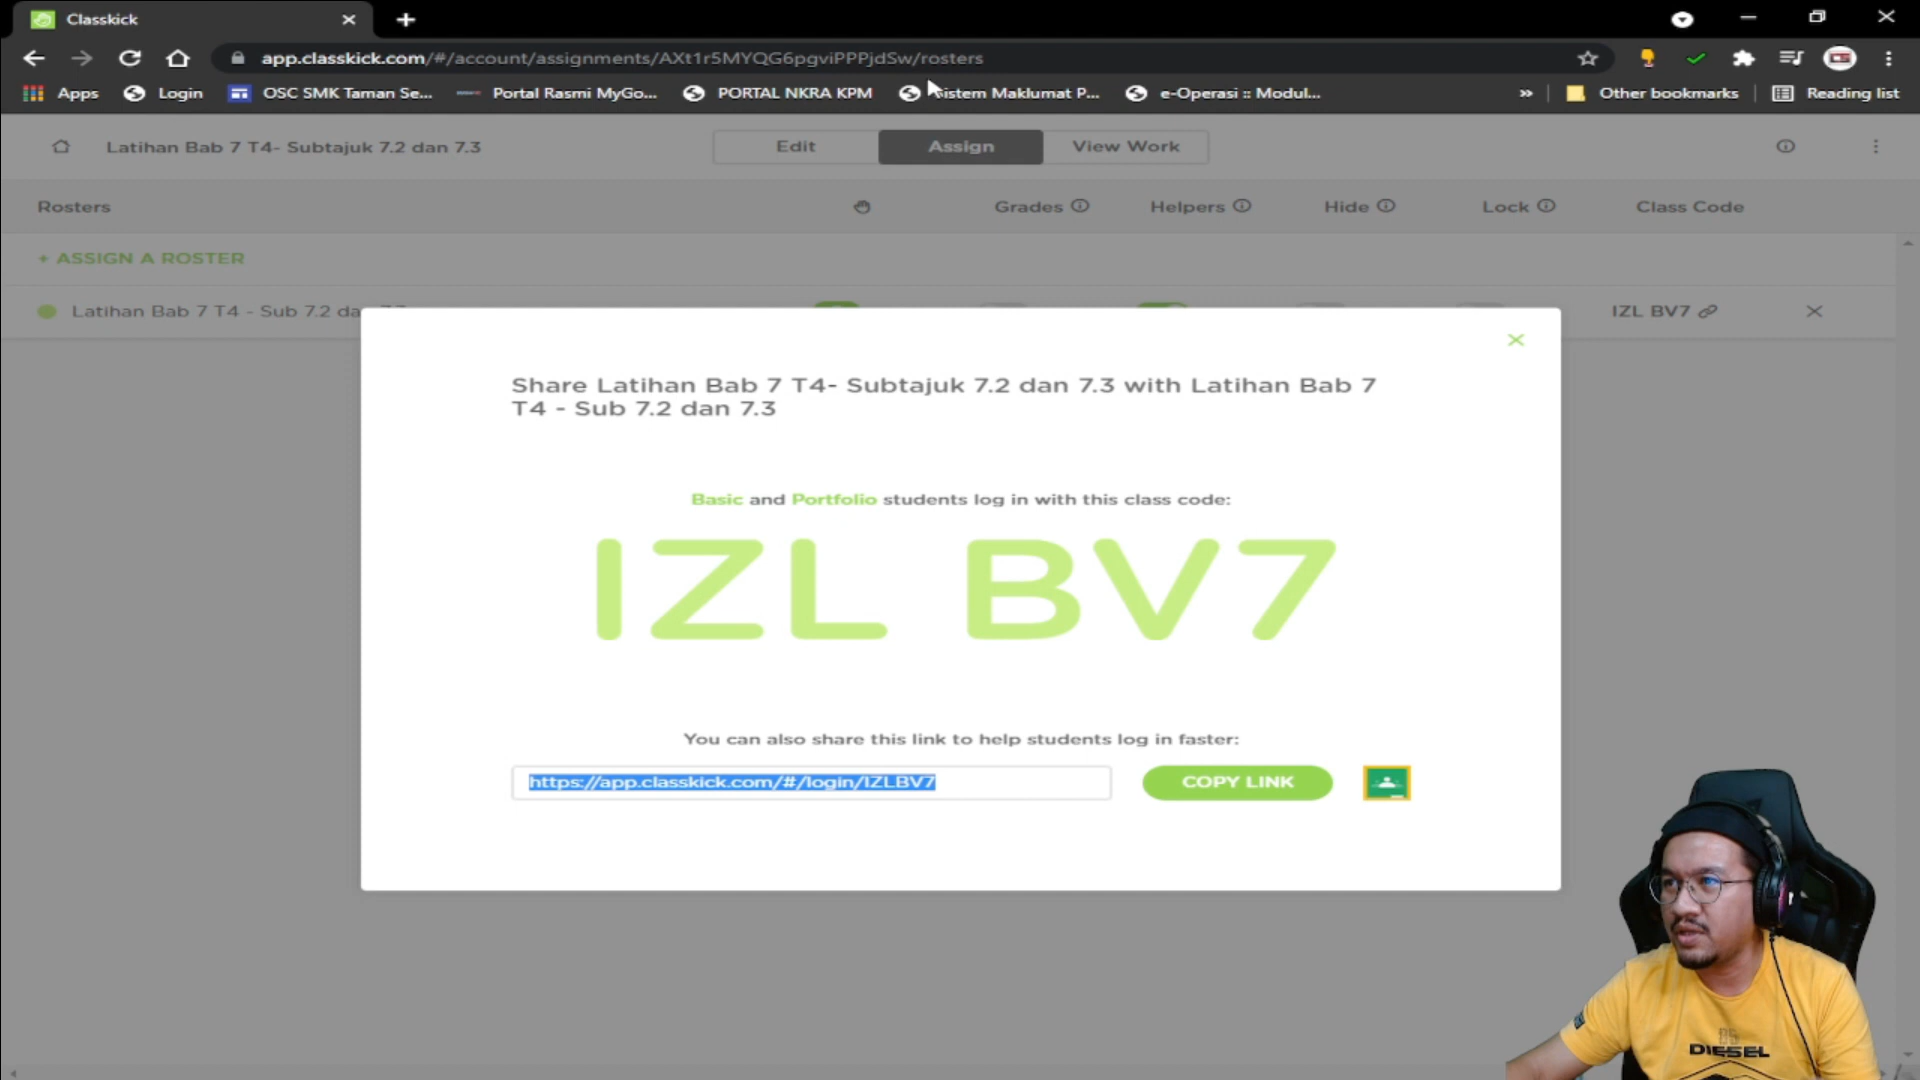 Classkick
app.classkick.com/#/account/assignments/AXt1r5MYQG6pgviPPPjdSw/rosters
Apps Login OSC SMK Taman Se... Portal Rasmi MyGo... PORTAL NKRA KPM Sistem Maklumat P... e-Operasi :: Modul... » Other bookmarks Reading list
Latihan Bab 7 T4- Subtajuk 7.2 dan 7.3 Edit Assign View Work
Rosters Grades Helpers Hide Lock Class Code
+ ASSIGN A ROSTER
Latihan Bab 7 T4 - Sub 7.2 dan 7.3 IZL BV7
Share Latihan Bab 7 T4- Subtajuk 7.2 dan 7.3 with Latihan Bab 7
T4 - Sub 7.2 dan 7.3
Basic and Portfolio students log in with this class code:
IZL BV7
You can also share this link to help students log in faster:
https://app.classkick.com/#/login/IZLBV7 COPY LINK
DIESEL